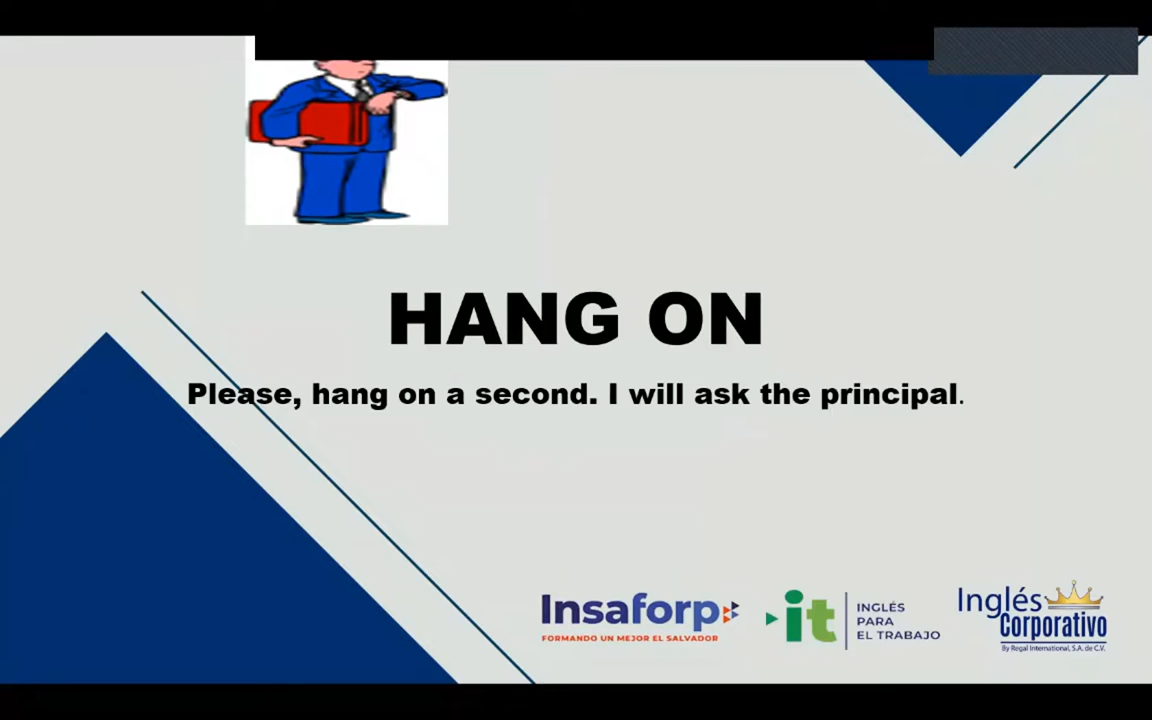 HANG ON
Please, hang on a second. I will ask the principal.
Insaforp
FORMANDO UN MEJOR EL SALVADOR
it
INGLÉS
PARA
EL TRABAJO
Inglés
Corporativo
By Regal International, S.A. de C.V.